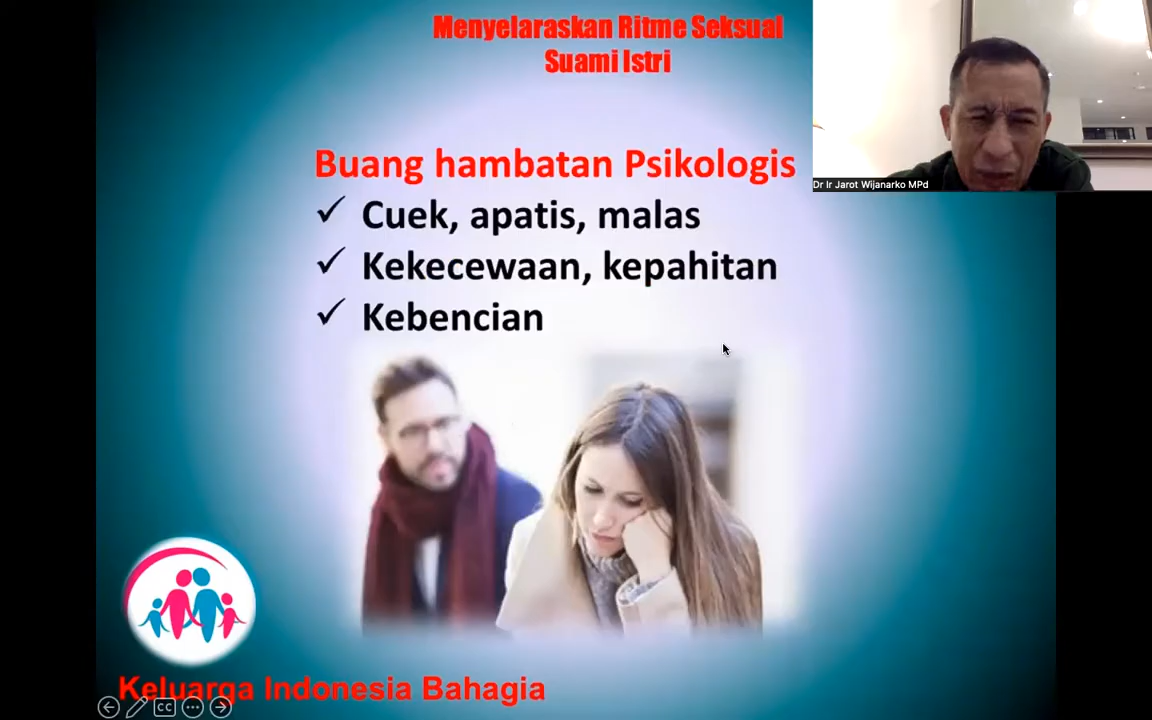 Menyelaraskan Ritme Seksual
Suami Istri
Dr Ir Jarot Wijanarko MPd
Buang hambatan Psikologis
✓ Cuek, apatis, malas
✓ Kekecewaan, kepahitan
✓ Kebencian
Keluarga Indonesia Bahagia
CC